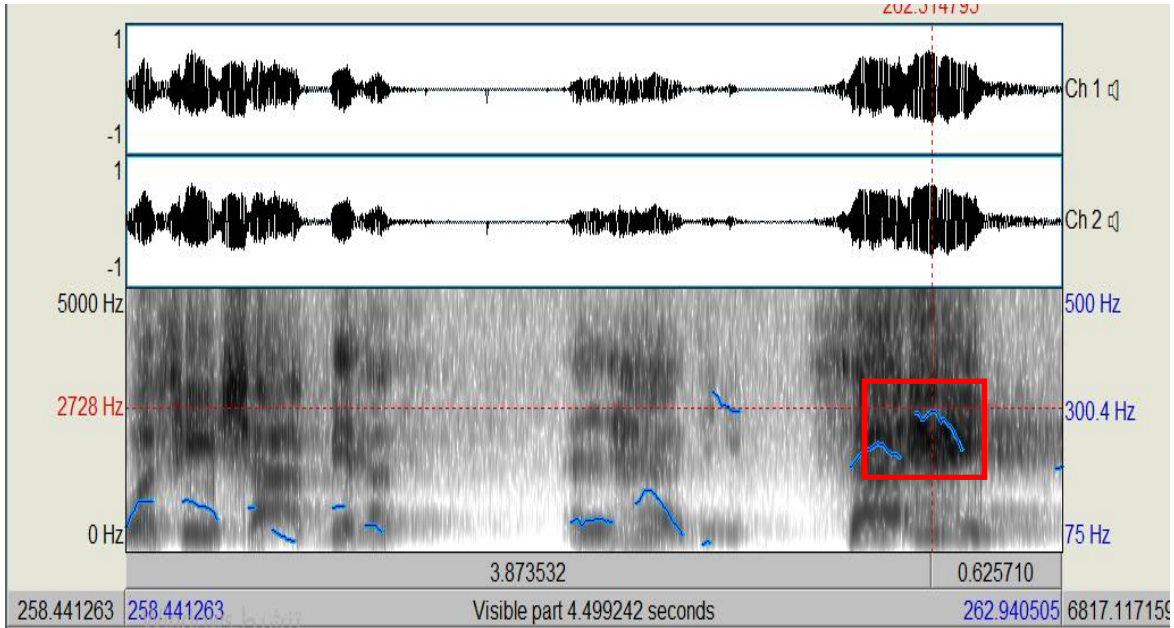 262.314793
1
Ch 1
-1
1
Ch 2
-1
5000 Hz 500 Hz
2728 Hz 300.4 Hz
0 Hz 75 Hz
3.873532 0.625710
258.441263 258.441263 Visible part 4.499242 seconds 262.940505 6817.117159